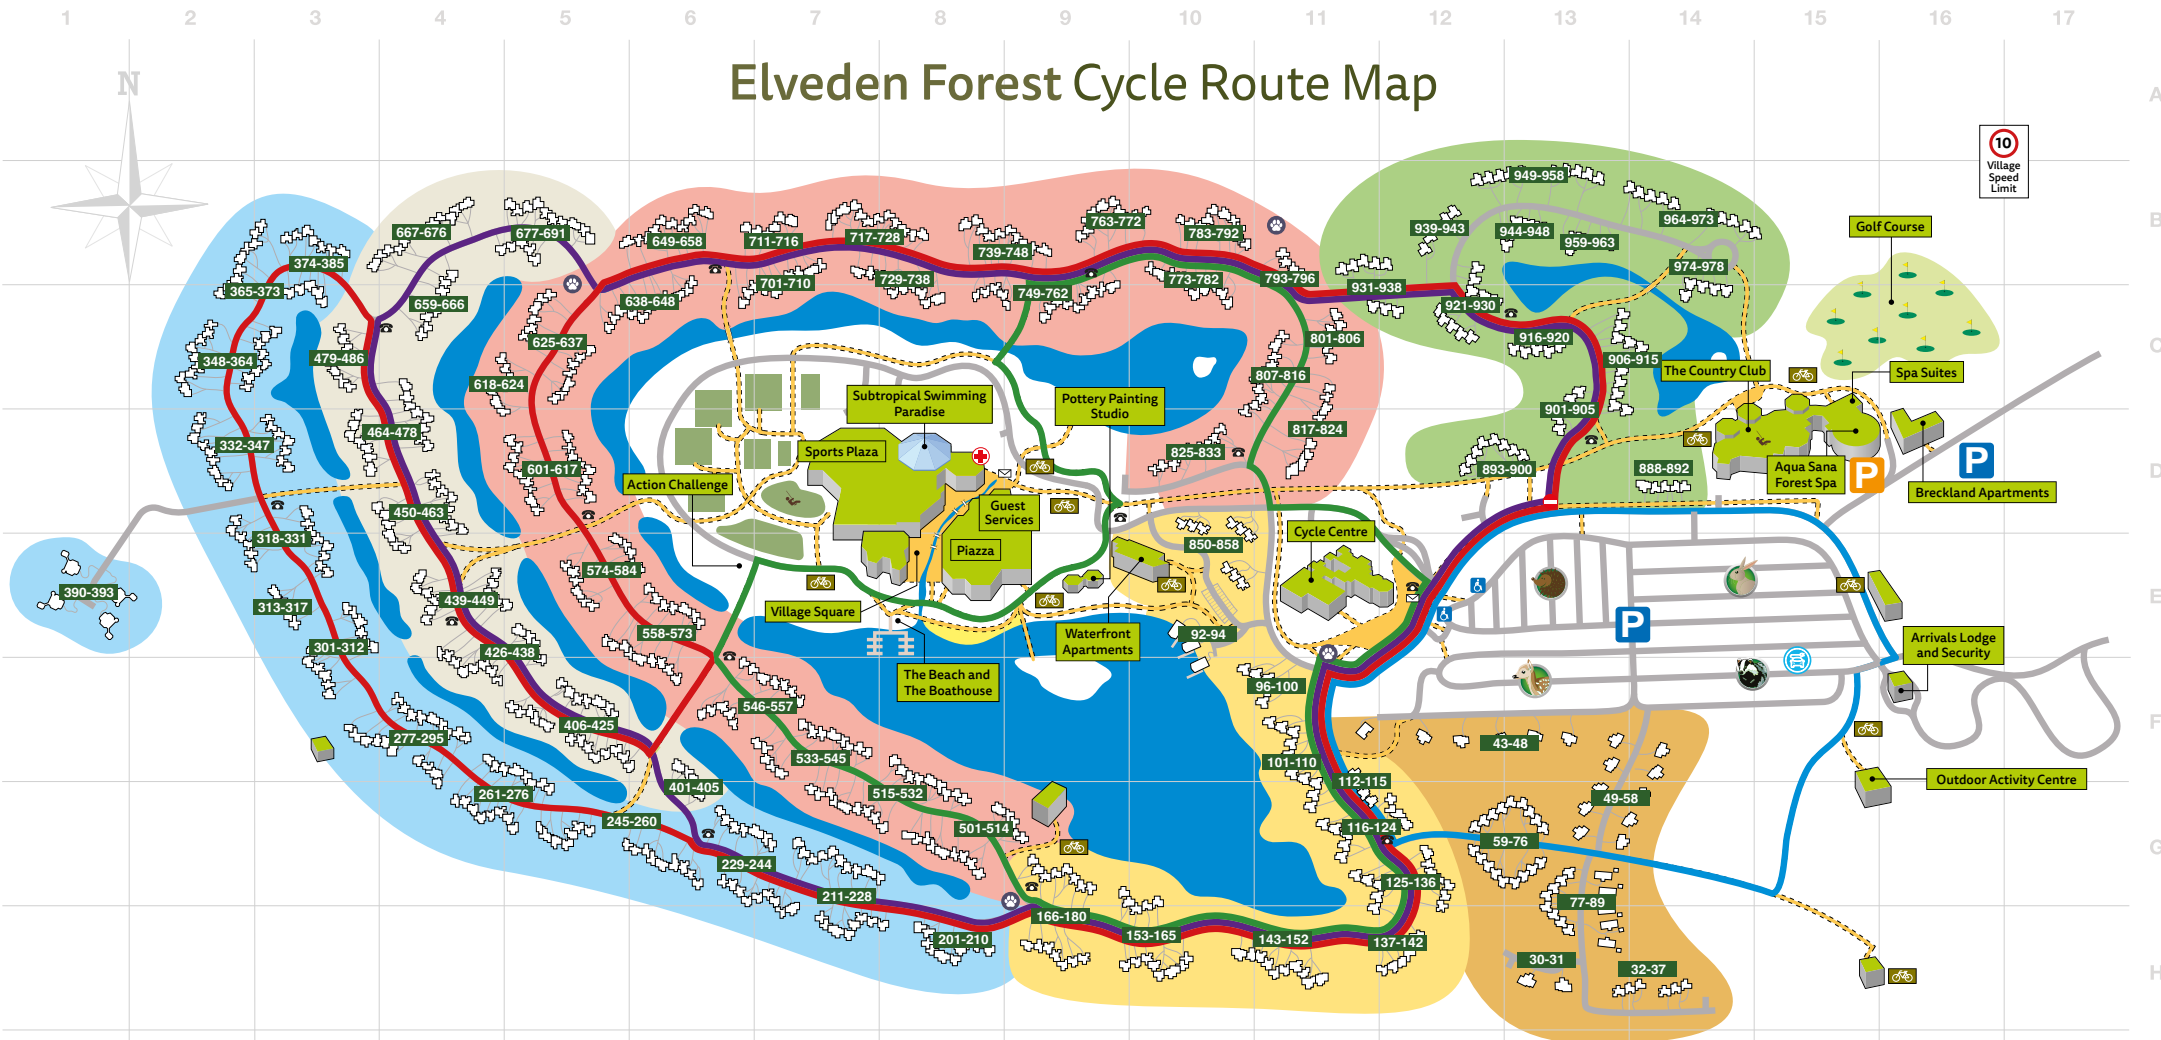 1 2 3 4 5 6 7 8 9 10 11 12 13 14 15 16 17
Elveden Forest Cycle Route Map
N
A
10
Village
Speed
Limit
949-958
964-973
939-943
944-948
959-963
974-978
B
Golf Course
667-676
677-691
649-658
711-716
717-728
739-748
763-772
783-792
374-385
365-373
659-666
638-648
701-710
729-738
749-762
773-782
793-796
931-938
921-930
916-920
906-915
C
348-364
479-486
625-637
618-624
801-806
807-816
The Country Club
Spa Suites
Subtropical Swimming
Paradise
Pottery Painting
Studio
901-905
817-824
332-347
464-478
601-617
Sports Plaza
825-833
893-900
888-892
Aqua Sana
Forest Spa
P
P
D
Breckland Apartments
Action Challenge
450-463
Guest
Services
318-331
Cycle Centre
Piazza
850-858
574-584
390-393
313-317
439-449
Village Square
P
E
558-573
301-312
426-438
Waterfront
Apartments
92-94
Arrivals Lodge
and Security
The Beach and
The Boathouse
96-100
546-557
406-425
277-295
F
43-48
533-545
101-110
112-115
Outdoor Activity Centre
401-405
261-276
515-532
49-58
245-260
501-514
116-124
59-76
G
229-244
211-228
125-136
77-89
166-180
201-210
153-165
143-152
137-142
30-31
32-37
H